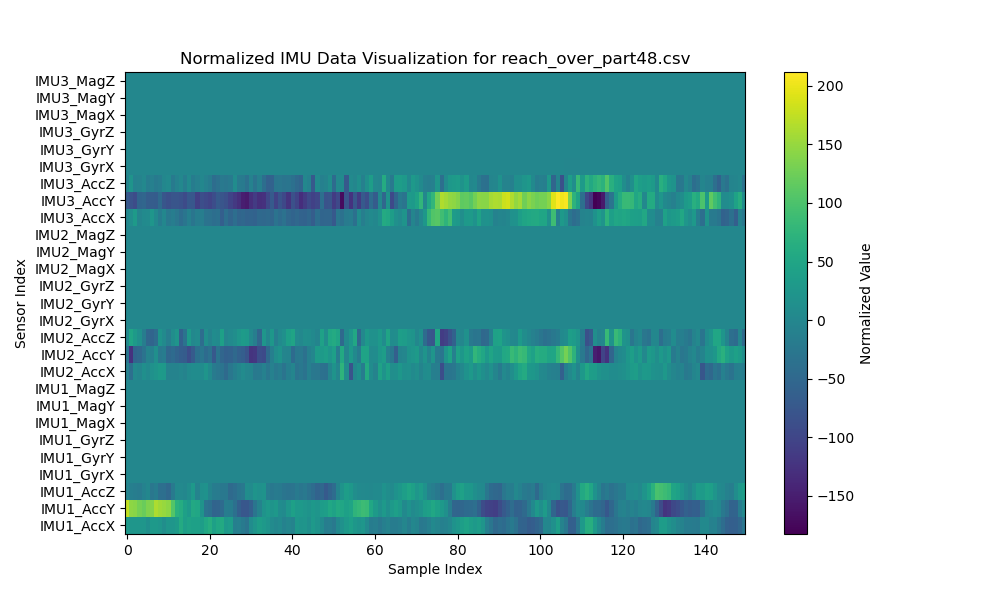 Normalized IMU Data Visualization for reach_over_part48.csv
IMU3_MagZ
IMU3_MagY
IMU3_MagX
IMU3_GyrZ
IMU3_GyrY
IMU3_GyrX
IMU3_AccZ
IMU3_AccY
IMU3_AccX
IMU2_MagZ
IMU2_MagY
IMU2_MagX
IMU2_GyrZ
IMU2_GyrY
IMU2_GyrX
IMU2_AccZ
IMU2_AccY
IMU2_AccX
IMU1_MagZ
IMU1_MagY
IMU1_MagX
IMU1_GyrZ
IMU1_GyrY
IMU1_GyrX
IMU1_AccZ
IMU1_AccY
IMU1_AccX
Sensor Index
0 20 40 60 80 100 120 140
Sample Index
200
150
100
50
0
−50
−100
−150
Normalized Value